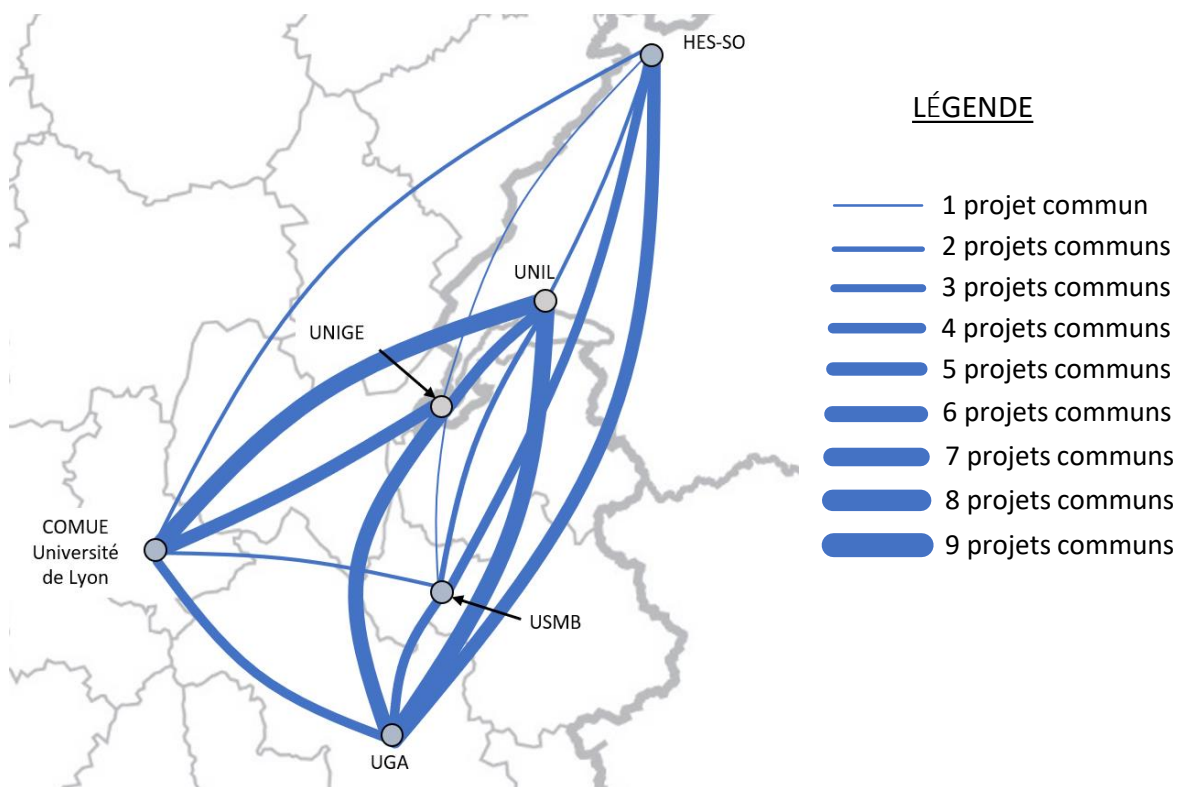 HES-SO
UNIL
UNIGE
COMUE
Université
de Lyon
USMB
UGA
LÉGENDE
1 projet commun
2 projets communs
3 projets communs
4 projets communs
5 projets communs
6 projets communs
7 projets communs
8 projets communs
9 projets communs